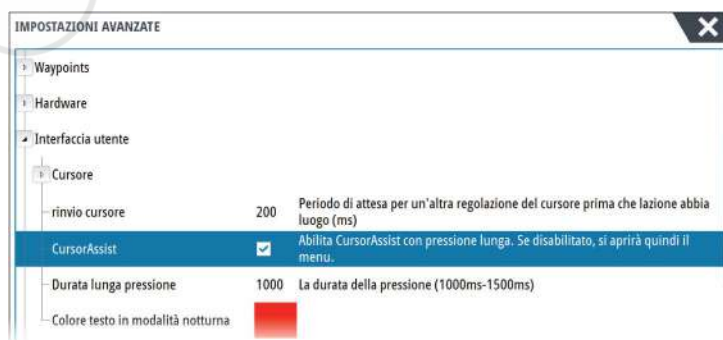 IMPOSTAZIONI AVANZATE
Waypoints
Hardware
Interfaccia utente
Cursore
rinvio cursore 200 Periodo di attesa per un'altra regolazione del cursore prima che lazione abbia
luogo (ms)
CursorAssist Abilita CursorAssist con pressione lunga. Se disabilitato, si aprirà quindi il
menu.
Durata lunga pressione 1000 La durata della pressione (1000ms-1500ms)
Colore testo in modalità notturna